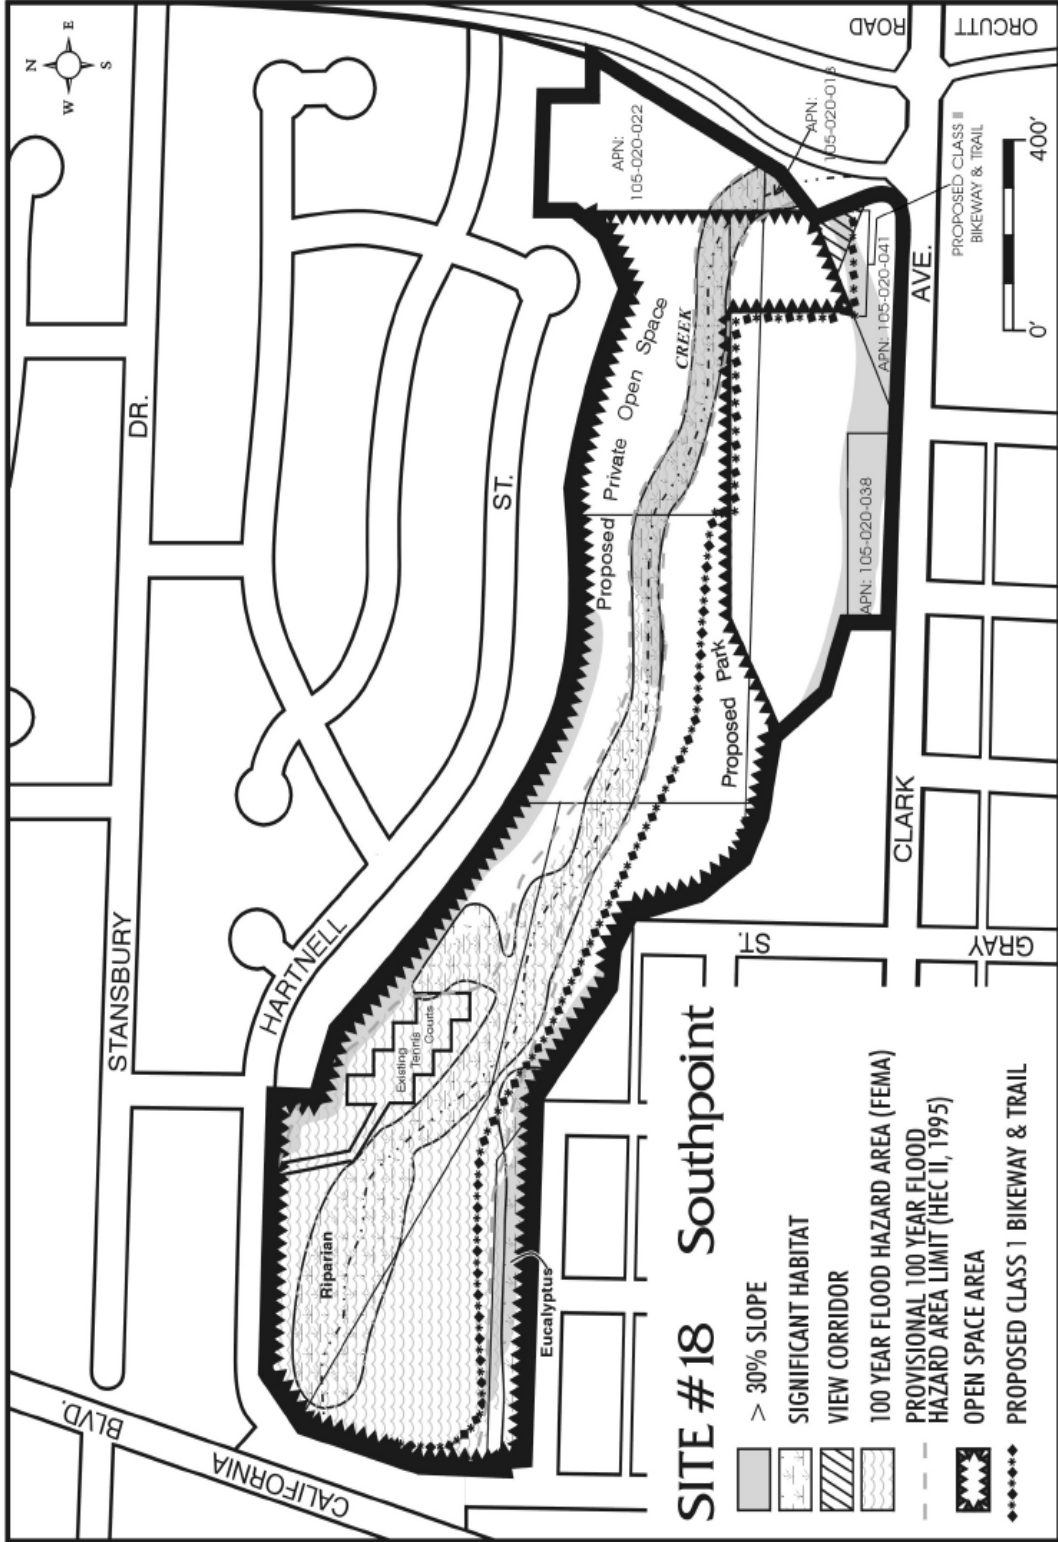 N
E
S
W
STANSBURY
DR.
HARTNELL
ST.
CALIFORNIA
BLVD.
ORCUTT
ROAD
CLARK
AVE.
GRAY
ST.
APN:
105-020-022
APN:
105-020-018
APN: 105-020-041
APN: 105-020-038
PROPOSED CLASS II
BIKEWAY & TRAIL
Proposed Private Open Space
CREEK
Proposed Park
Existing
Tennis
Courts
Riparian
Eucalyptus
0'
400'
SITE #18 Southpoint
> 30% SLOPE
SIGNIFICANT HABITAT
VIEW CORRIDOR
100 YEAR FLOOD HAZARD AREA (FEMA)
PROVISIONAL 100 YEAR FLOOD
HAZARD AREA LIMIT (HEC II, 1995)
OPEN SPACE AREA
PROPOSED CLASS 1 BIKEWAY & TRAIL